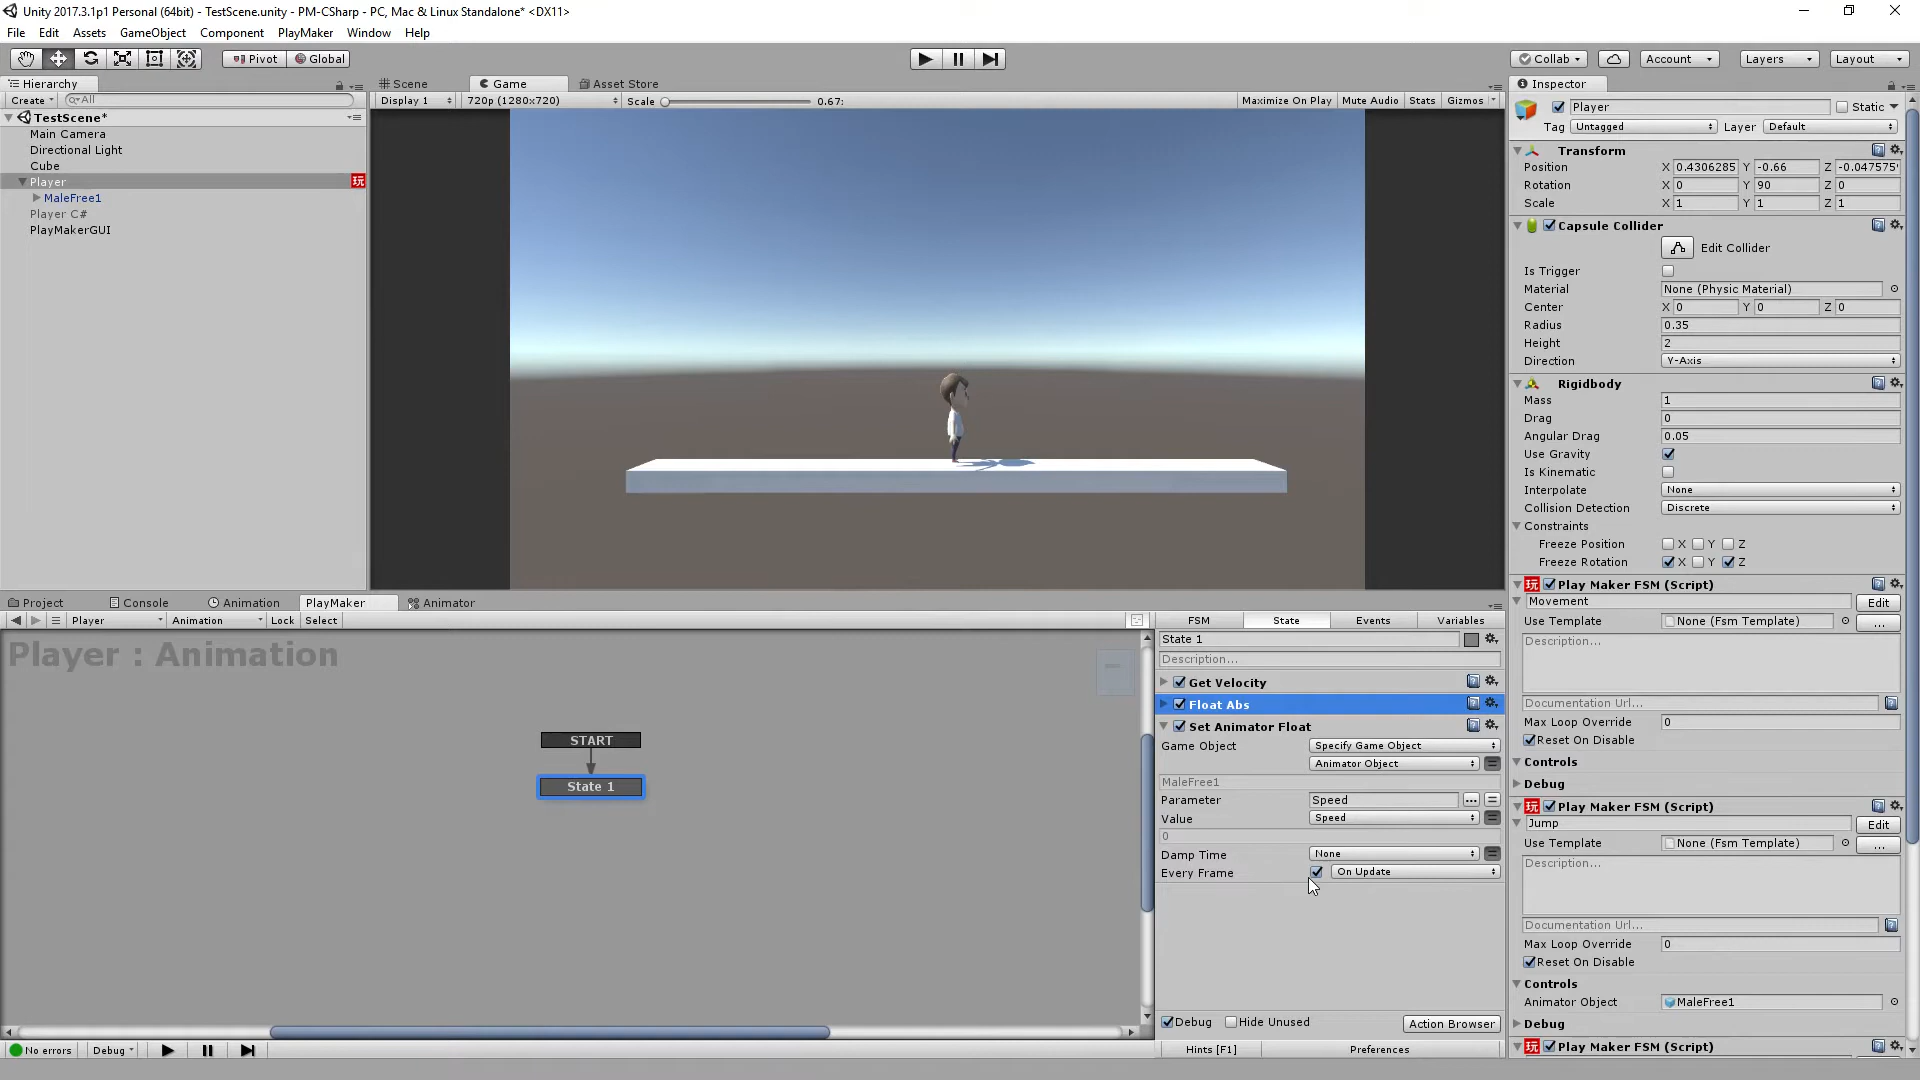 Unity 2017.3.1p1 Personal (64bit) - TestScene.unity - PM-CSharp - PC, Mac & Linux Standalone* <DX11>
File Edit Assets GameObject Component PlayMaker Window Help
Pivot Global Collab Account Layers Layout
Hierarchy Scene Game Asset Store Inspector
Create All Display 1 720p (1280x720) Scale 0.67: Maximize On Play Mute Audio Stats Gizmos
Player Static
Tag Untagged Layer Default
TestScene*
Main Camera
Directional Light
Cube
Player
MaleFree1
Player C#
PlayMakerGUI
Transform
Position X 0.4306285 Y -0.66 Z -0.047575
Rotation X 0 Y 90 Z 0
Scale X 1 Y 1 Z 1
Capsule Collider
Edit Collider
Is Trigger
Material None (Physic Material)
Center X 0 Y 0 Z 0
Radius 0.35
Height 2
Direction Y-Axis
Rigidbody
Mass 1
Drag 0
Angular Drag 0.05
Use Gravity
Is Kinematic
Interpolate None
Collision Detection Discrete
Constraints
Freeze Position X Y Z
Freeze Rotation X Y Z
玩 Play Maker FSM (Script)
Movement Edit
Use Template None (Fsm Template) ...
Description...
Documentation Url...
Max Loop Override 0
Reset On Disable
Controls
Debug
玩 Play Maker FSM (Script)
Jump Edit
Use Template None (Fsm Template) ...
Description...
Documentation Url...
Max Loop Override 0
Reset On Disable
Controls
Animator Object MaleFree1
Debug
玩 Play Maker FSM (Script)
Project Console Animation PlayMaker Animator
Player Animation Lock Select
Player : Animation
START
State 1
FSM State Events Variables
State 1
Description...
Get Velocity
Float Abs
Set Animator Float
Game Object Specify Game Object
Animator Object
MaleFree1
Parameter Speed ...
Value Speed
0
Damp Time None
Every Frame On Update
Debug Hide Unused Action Browser
No errors Debug Hints [F1] Preferences